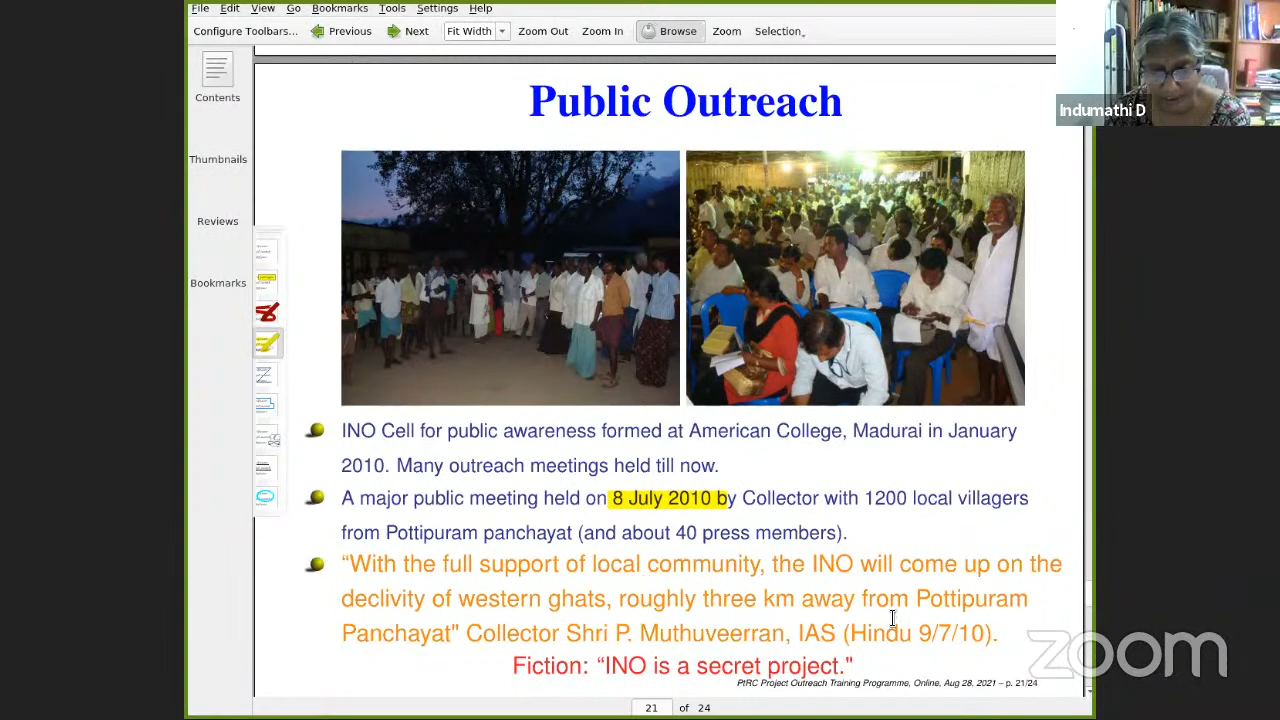 File Edit View Go Bookmarks Tools Settings Help
Configure Toolbars... Previous Next Fit Width Zoom Out Zoom In Browse Zoom Selection
Contents
Thumbnails
Reviews
Bookmarks
Indumathi D
Public Outreach
INO Cell for public awareness formed at American College, Madurai in January
2010. Many outreach meetings held till now.
A major public meeting held on 8 July 2010 by Collector with 1200 local villagers
from Pottipuram panchayat (and about 40 press members).
“With the full support of local community, the INO will come up on the
declivity of western ghats, roughly three km away from Pottipuram
Panchayat" Collector Shri P. Muthuveerran, IAS (Hindu 9/7/10).
Fiction: “INO is a secret project."
PtRC Project Outreach Training Programme, Online, Aug 28, 2021 – p. 21/24
zoom
21 of 24